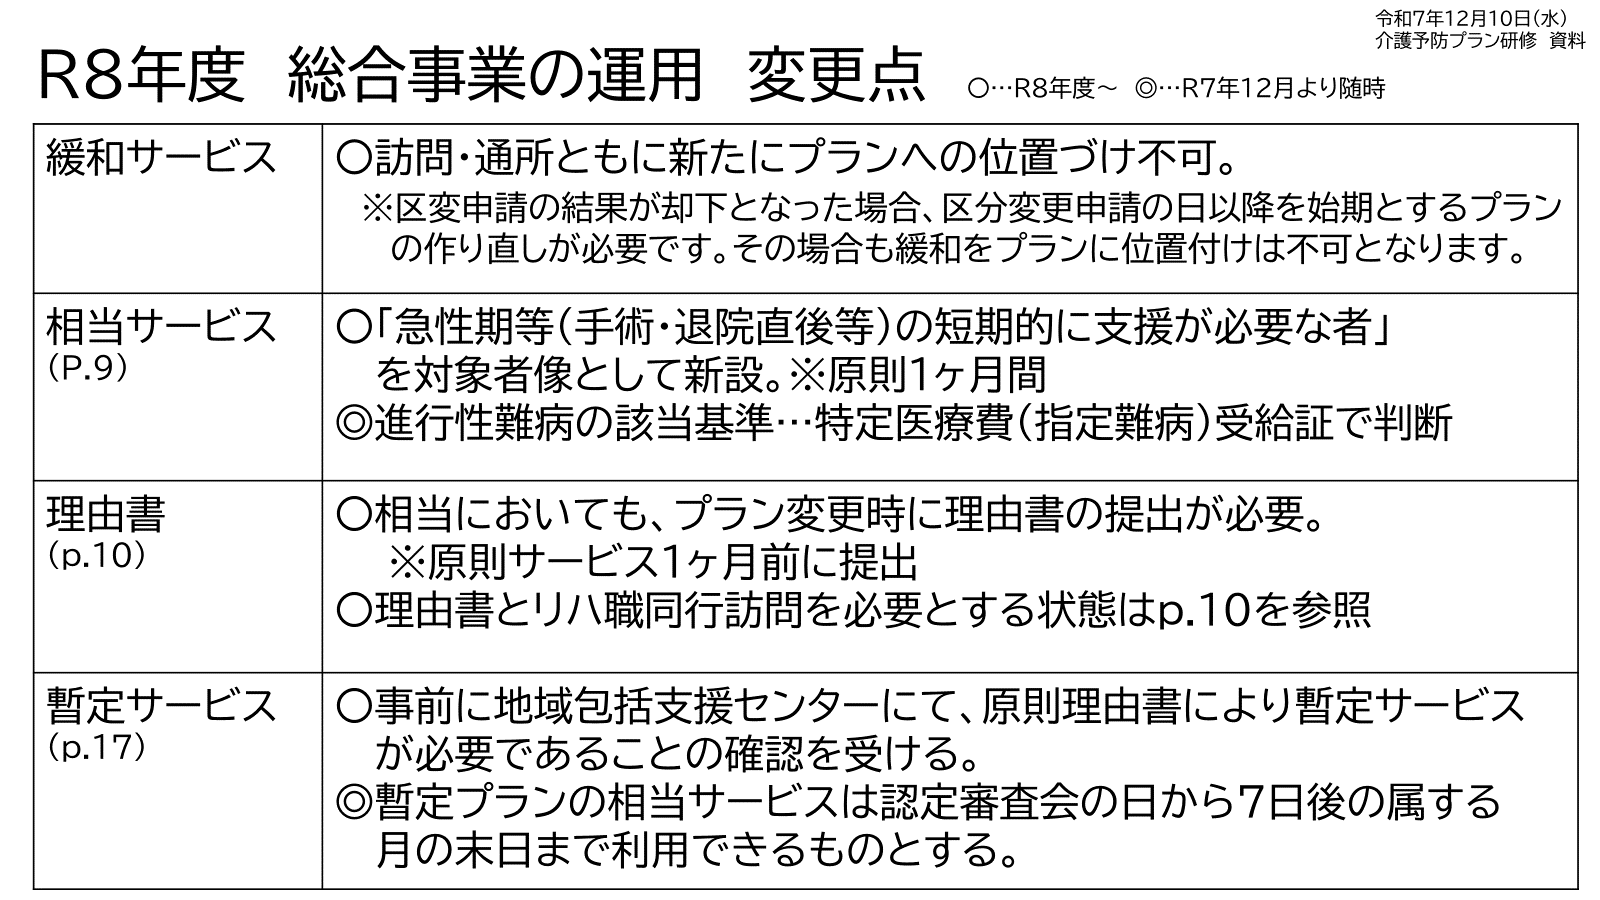 令和7年12月10日(水)
介護予防プラン研修　資料
R8年度　総合事業の運用　変更点　〇…R8年度～　◎…R7年12月より随時
緩和サービス
〇訪問・通所ともに新たにプランへの位置づけ不可。
※区変申請の結果が却下となった場合、区分変更申請の日以降を始期とするプラン
の作り直しが必要です。その場合も緩和をプランに位置付けは不可となります。
相当サービス
(P.9)
〇「急性期等(手術・退院直後等)の短期的に支援が必要な者」
を対象者像として新設。※原則1ヶ月間
◎進行性難病の該当基準…特定医療費(指定難病)受給証で判断
理由書
(p.10)
〇相当においても、プラン変更時に理由書の提出が必要。
※原則サービス1ヶ月前に提出
〇理由書とリハ職同行訪問を必要とする状態はp.10を参照
暫定サービス
(p.17)
〇事前に地域包括支援センターにて、原則理由書により暫定サービス
が必要であることの確認を受ける。
◎暫定プランの相当サービスは認定審査会の日から7日後の属する
月の末日まで利用できるものとする。